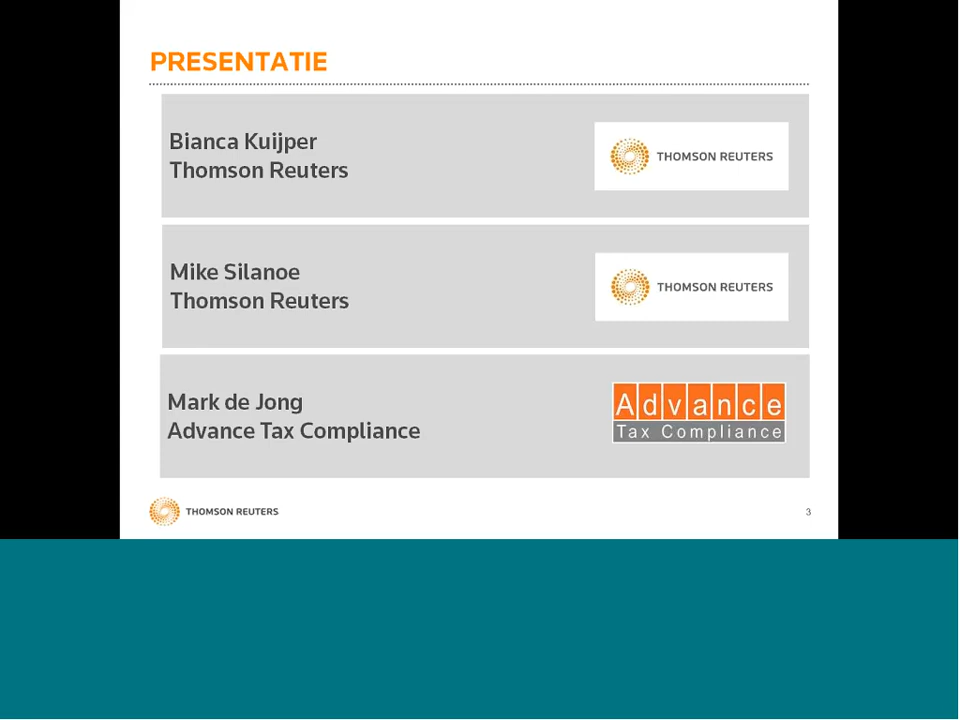 PRESENTATIE
Bianca Kuijper
Thomson Reuters
THOMSON REUTERS
Mike Silanoe
Thomson Reuters
THOMSON REUTERS
Mark de Jong
Advance Tax Compliance
Advance
Tax Compliance
THOMSON REUTERS
3